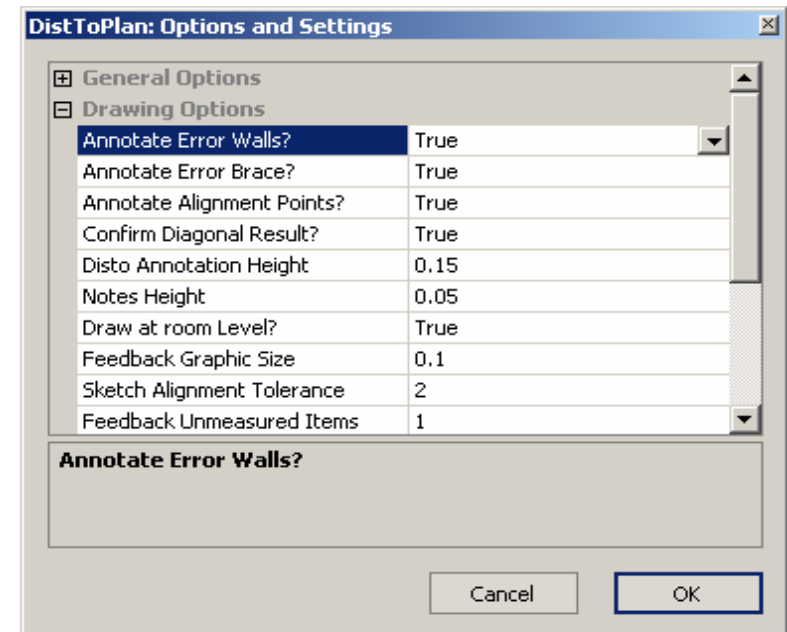 DistToPlan: Options and Settings
General Options
Drawing Options
Annotate Error Walls? True
Annotate Error Brace? True
Annotate Alignment Points? True
Confirm Diagonal Result? True
Disto Annotation Height 0.15
Notes Height 0.05
Draw at room Level? True
Feedback Graphic Size 0.1
Sketch Alignment Tolerance 2
Feedback Unmeasured Items 1
Annotate Error Walls?
Cancel OK